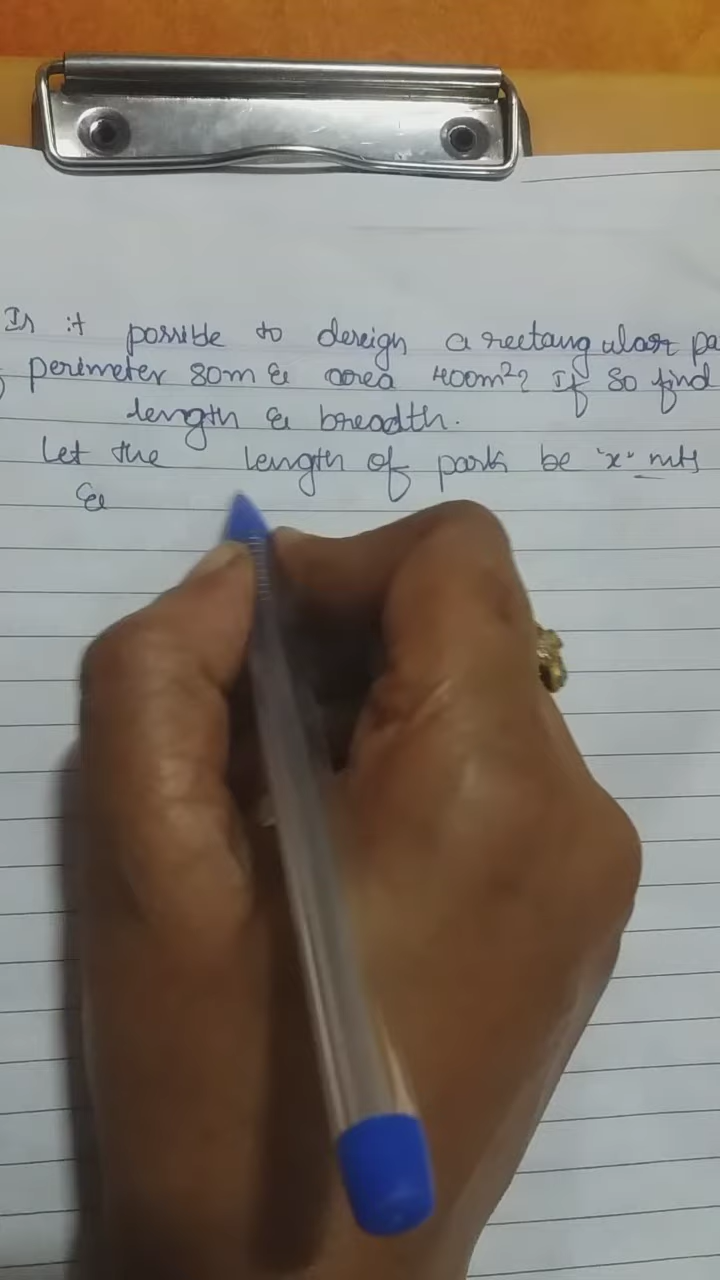 Is it possible to design a rectangular pa
perimeter 80m & area 400m²? If so find
length & breadth.
Let the length of park be 'x' mts
&